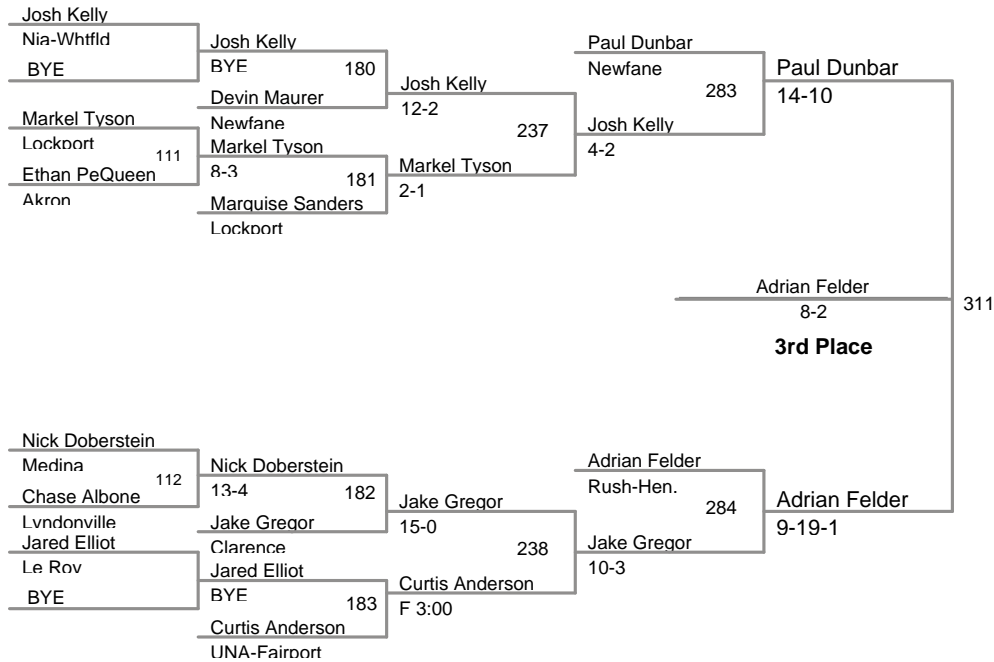 Josh Kelly
Nia-Whtfld
BYE
Josh Kelly
BYE
180
Devin Maurer
Newfane
Josh Kelly
12-2
237
Paul Dunbar
Newfane
283
Paul Dunbar
14-10
Markel Tyson
Lockport
111
Ethan PeQueen
Akron
Markel Tyson
8-3
181
Marquise Sanders
Lockport
Markel Tyson
2-1
Josh Kelly
4-2
Adrian Felder
8-2
311
3rd Place
Nick Doberstein
Medina
112
Chase Albone
Lyndonville
Nick Doberstein
13-4
182
Jake Gregor
Clarence
Jake Gregor
15-0
238
Adrian Felder
Rush-Hen.
284
Adrian Felder
9-19-1
Jared Elliot
Le Roy
BYE
Jared Elliot
BYE
183
Curtis Anderson
UNA-Fairport
Curtis Anderson
F 3:00
Jake Gregor
10-3